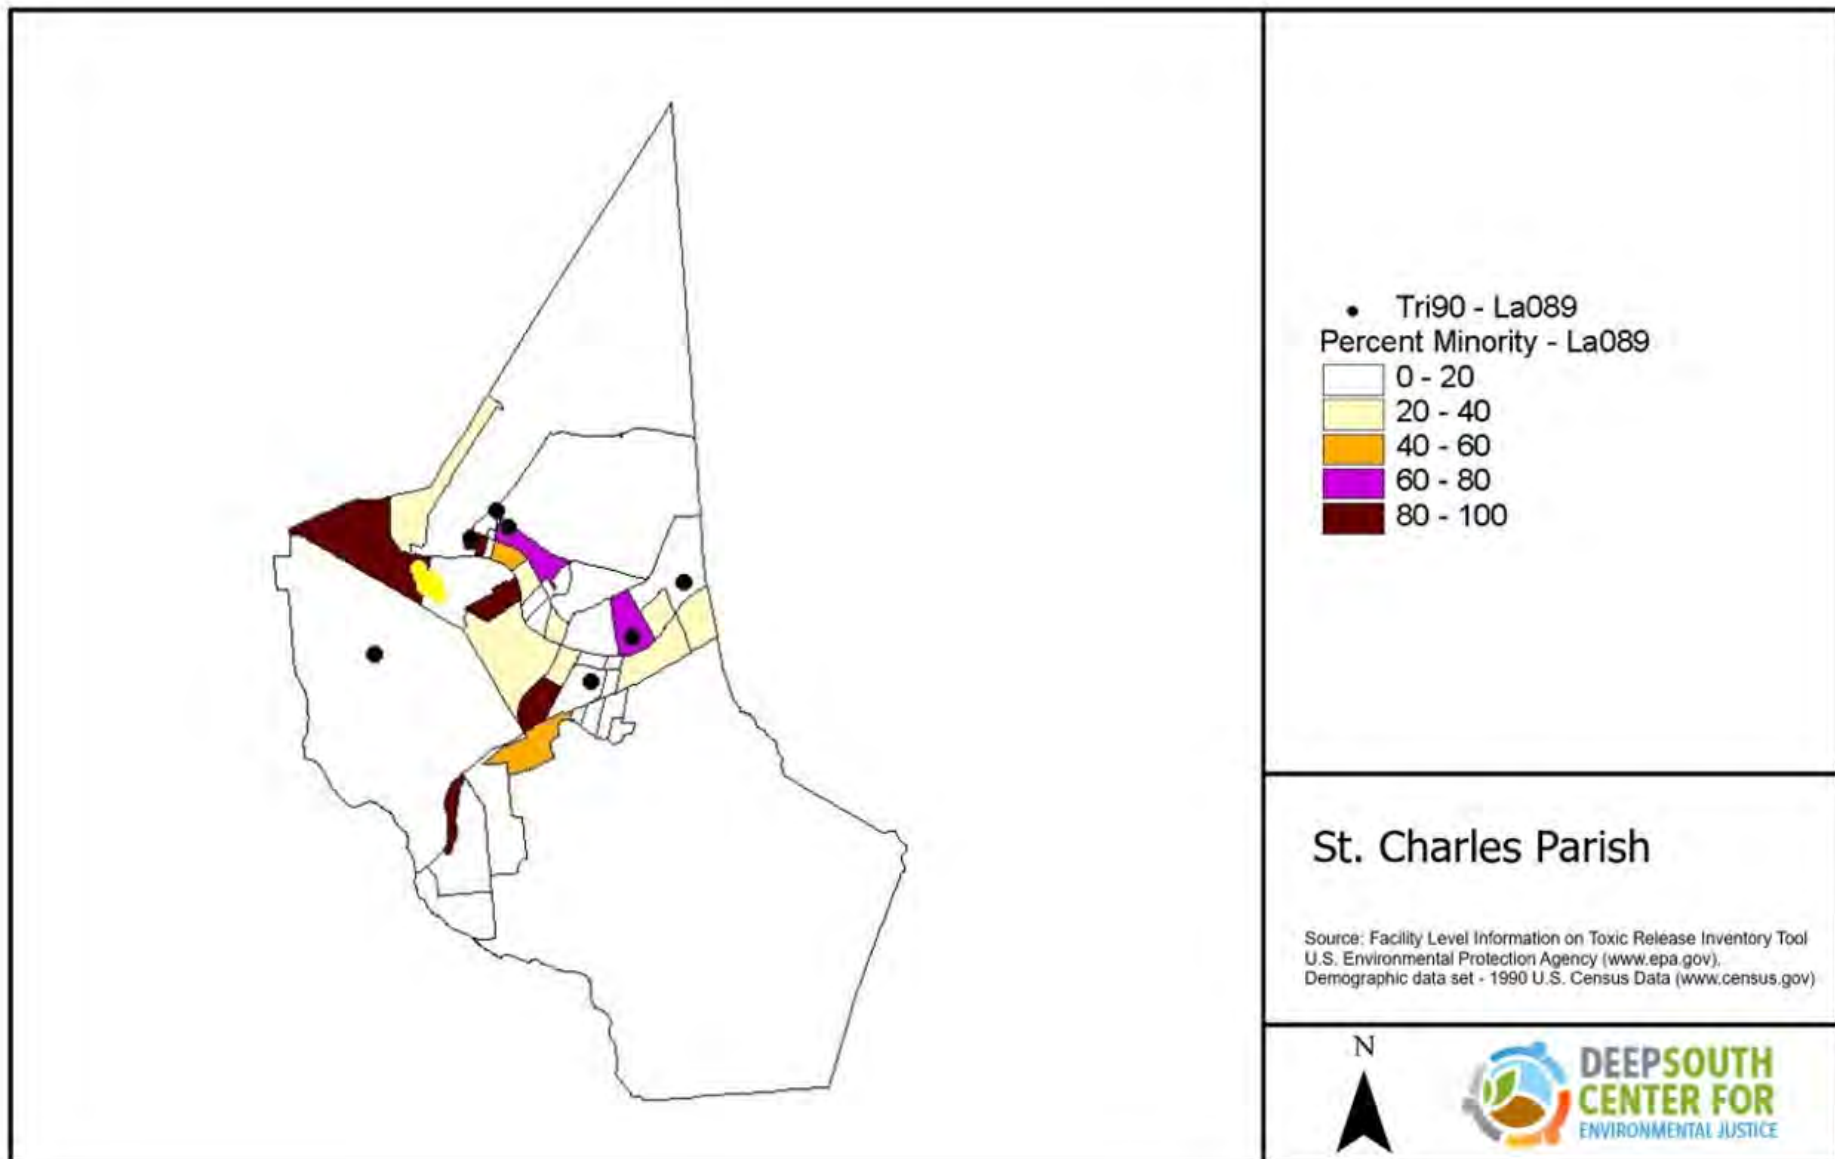 Tri90 - La089
Percent Minority - La089
0 - 20
20 - 40
40 - 60
60 - 80
80 - 100
St. Charles Parish
Source: Facility Level Information on Toxic Release Inventory Tool
U.S. Environmental Protection Agency (www.epa.gov).
Demographic data set - 1990 U.S. Census Data (www.census.gov)
N
DEEPSOUTH
CENTER FOR
ENVIRONMENTAL JUSTICE